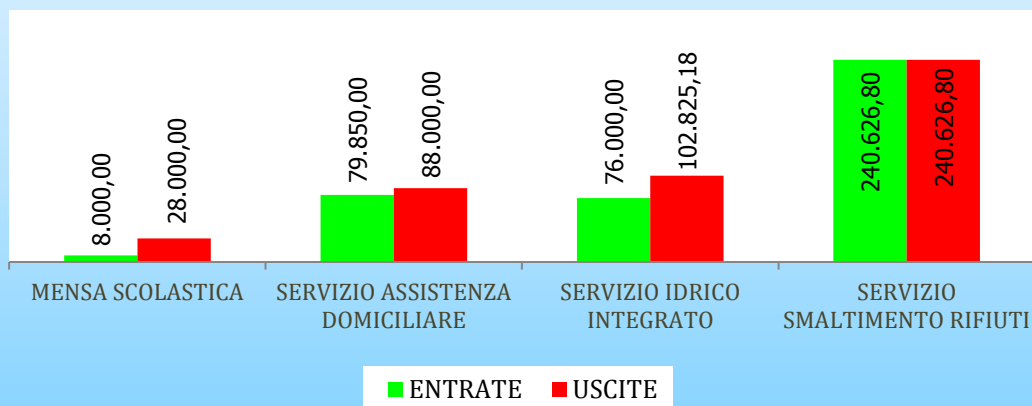 8.000,00
28.000,00
79.850,00
88.000,00
76.000,00
102.825,18
240.626,80
240.626,80
MENSA SCOLASTICA
SERVIZIO ASSISTENZA
DOMICILIARE
SERVIZIO IDRICO
INTEGRATO
SERVIZIO
SMALTIMENTO RIFIUTI
ENTRATE
USCITE